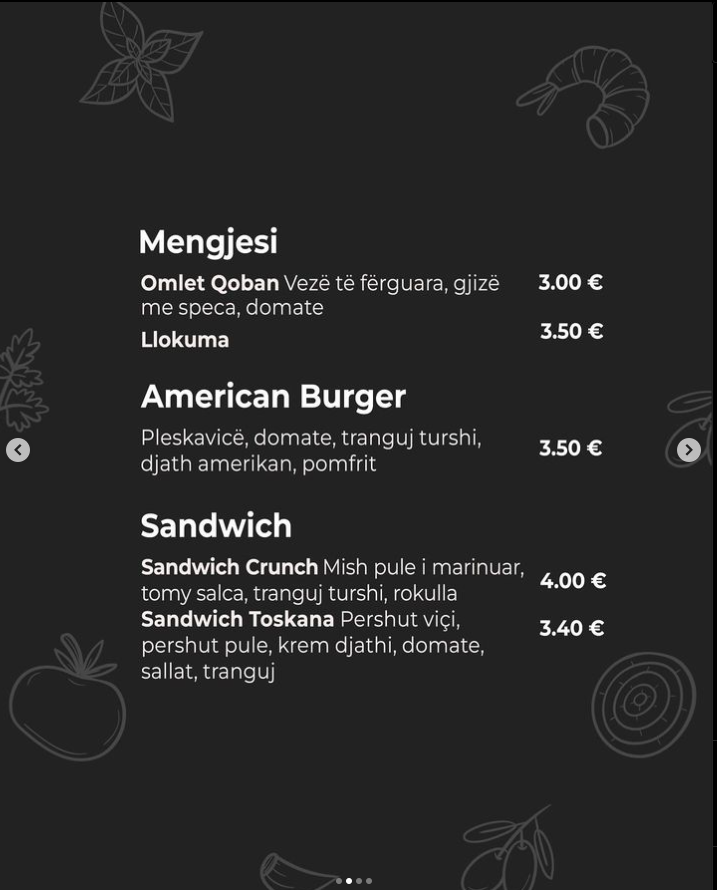 Mengjesi
Omlet Qoban Vezë të fërguara, gjizë 3.00 €
me speca, domate
Llokuma 3.50 €
American Burger
Pleskavicë, domate, tranguj turshi, 3.50 €
djath amerikan, pomfrit
Sandwich
Sandwich Crunch Mish pule i marinuar, 4.00 €
tomy salca, tranguj turshi, rokulla
Sandwich Toskana Pershut viçi, 3.40 €
pershut pule, krem djathi, domate,
sallat, tranguj